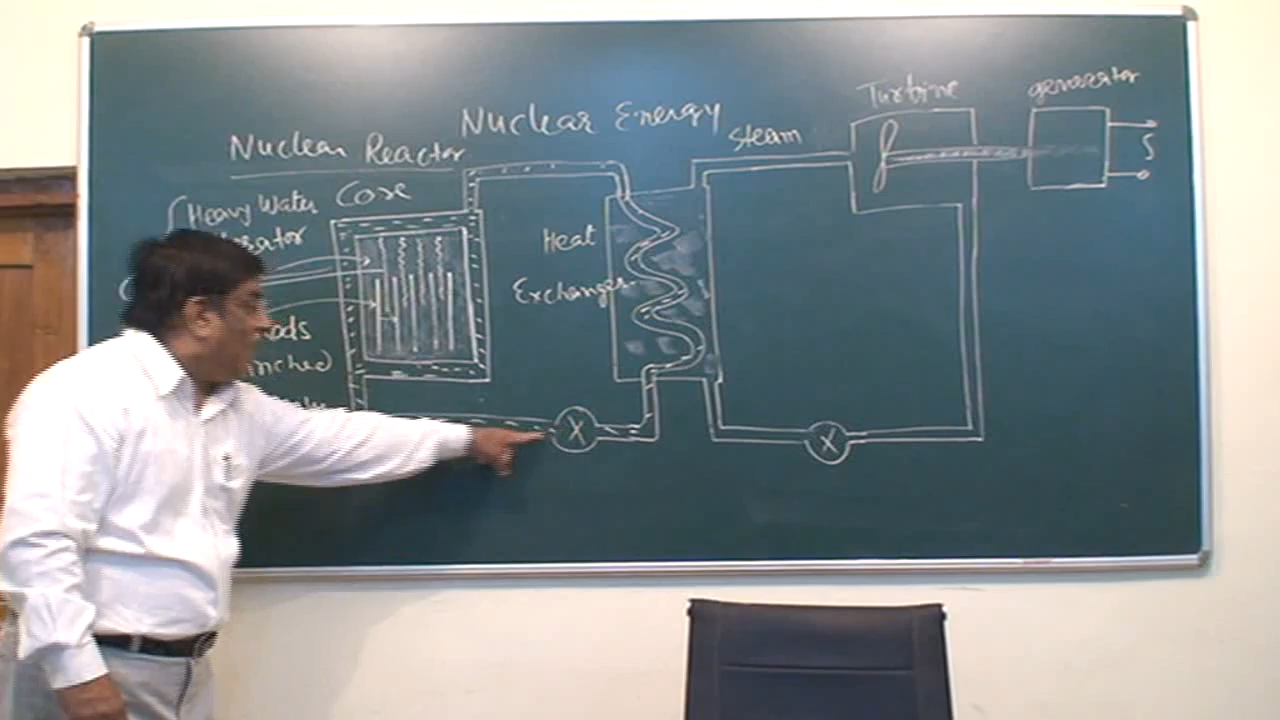 Nuclear Energy
Nuclear Reactor
Core
Heavy Water
Heat
Exchanger
Steam
Turbine
generator
X
X